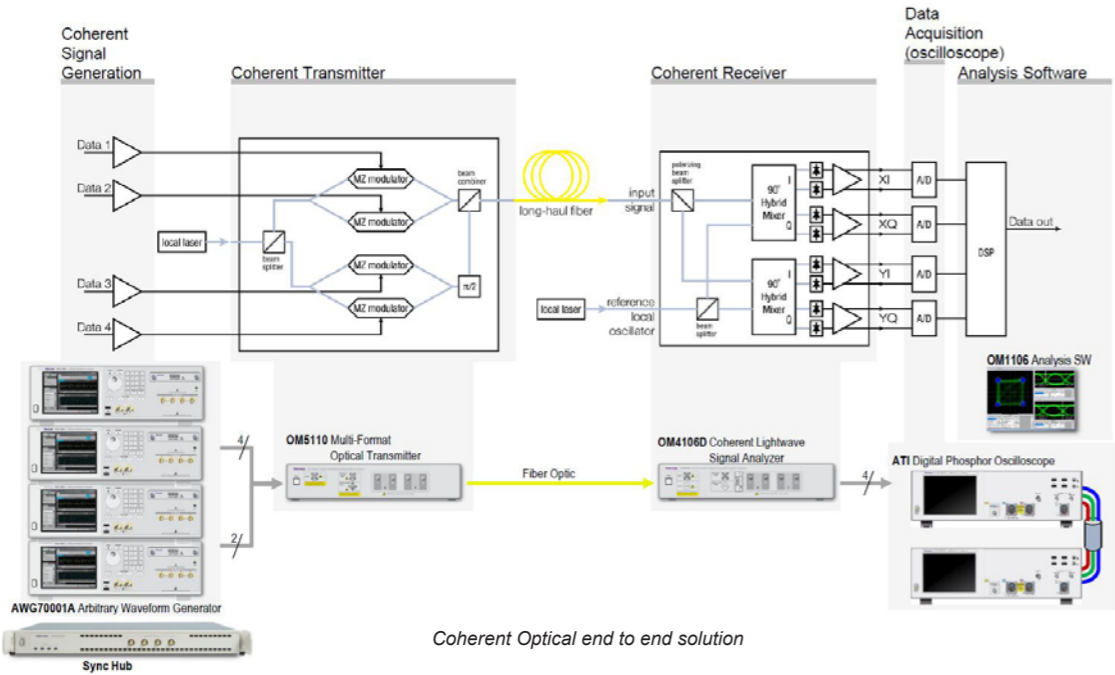 Coherent
Signal
Generation
Coherent Transmitter
Coherent Receiver
Data
Acquisition
(oscilloscope)
Analysis Software
Data 1
Data 2
Data 3
Data 4
local laser
beam
splitter
MZ modulator
MZ modulator
MZ modulator
MZ modulator
beam
combiner
π/2
long-haul fiber
input
signal
local laser
reference
local
oscillator
polarizing
beam
splitter
beam
splitter
I
90°
Hybrid
Mixer
Q
I
90°
Hybrid
Mixer
Q
XI
XQ
YI
YQ
A/D
A/D
A/D
A/D
DSP
Data out
OM1106 Analysis SW
4
2
OM5110 Multi-Format
Optical Transmitter
Fiber Optic
OM4106D Coherent Lightwave
Signal Analyzer
4
ATI Digital Phosphor Oscilloscope
AWG70001A Arbitrary Waveform Generator
Sync Hub
Coherent Optical end to end solution